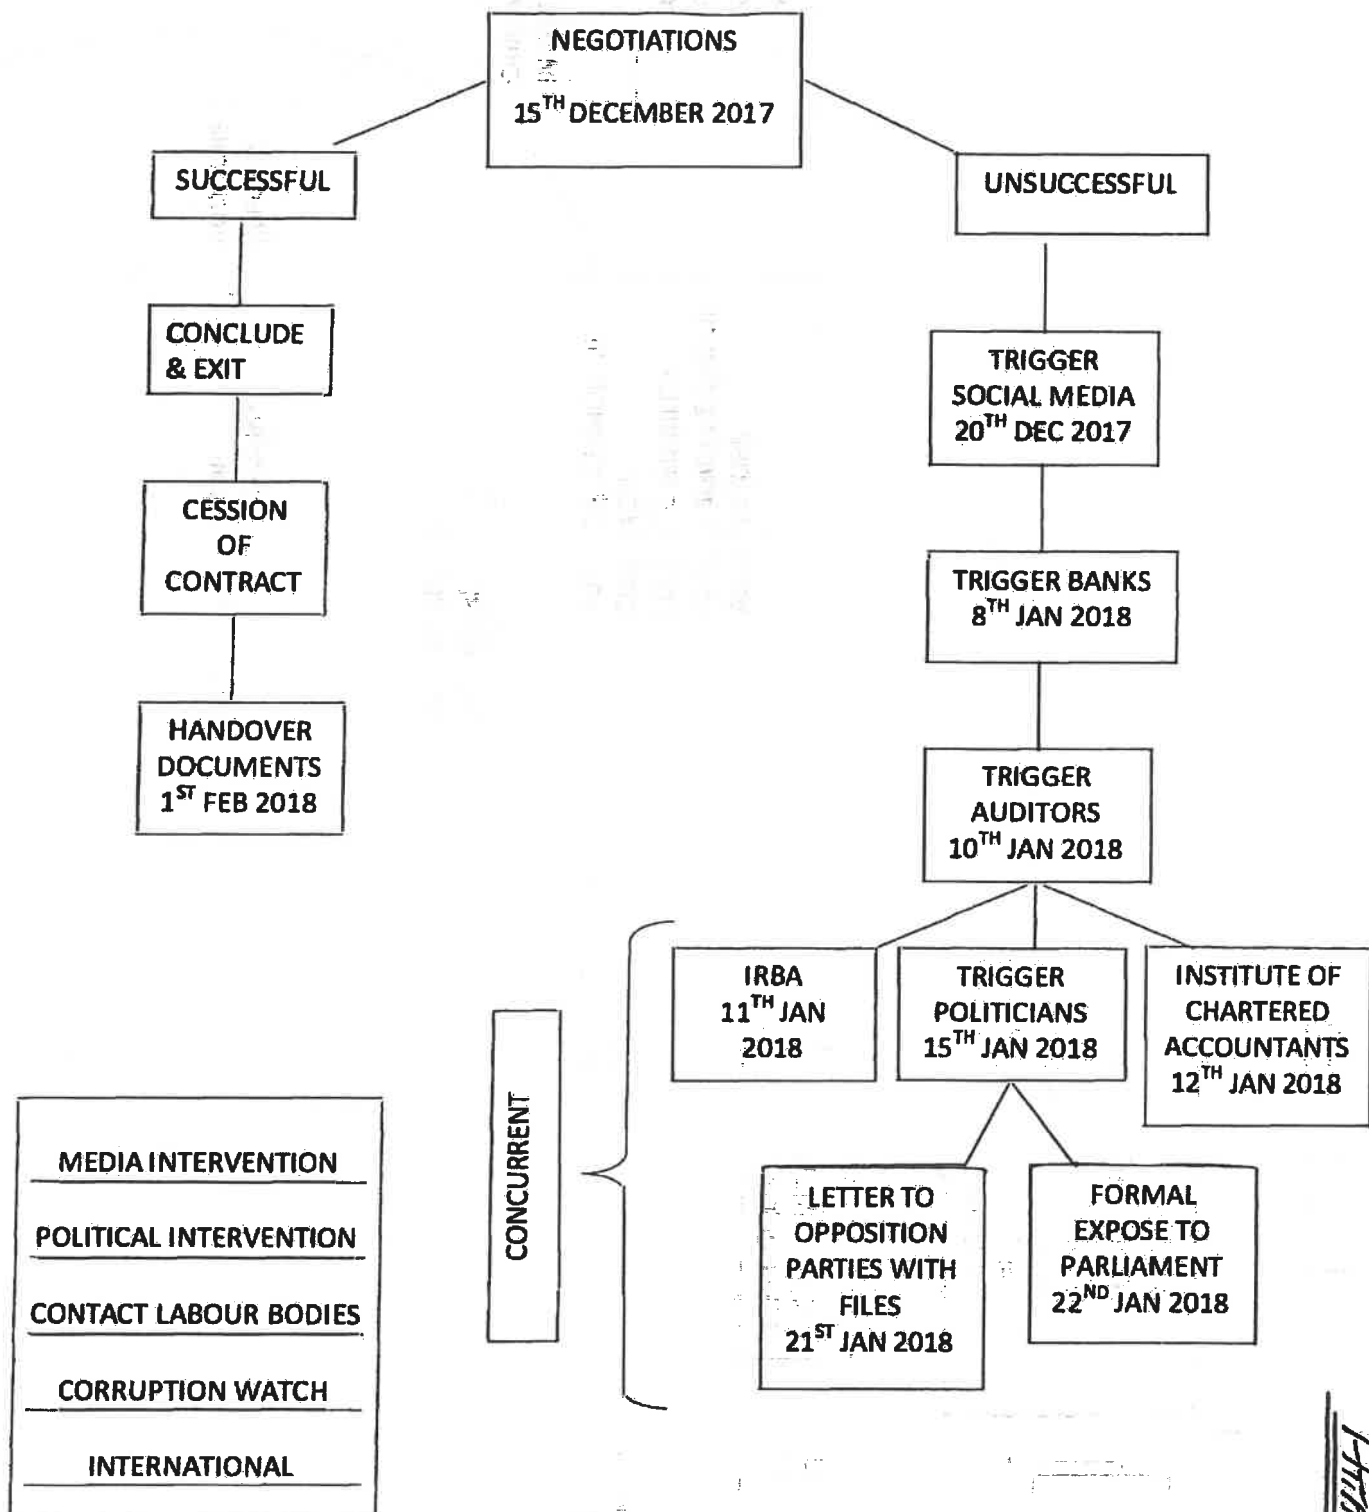 NEGOTIATIONS
15TH DECEMBER 2017
SUCCESSFUL
UNSUCCESSFUL
CONCLUDE
& EXIT
CESSION
OF
CONTRACT
HANDOVER
DOCUMENTS
1ST FEB 2018
TRIGGER
SOCIAL MEDIA
20TH DEC 2017
TRIGGER BANKS
8TH JAN 2018
TRIGGER
AUDITORS
10TH JAN 2018
CONCURRENT
IRBA
11TH JAN
2018
TRIGGER
POLITICIANS
15TH JAN 2018
INSTITUTE OF
CHARTERED
ACCOUNTANTS
12TH JAN 2018
LETTER TO
OPPOSITION
PARTIES WITH
FILES
21ST JAN 2018
FORMAL
EXPOSE TO
PARLIAMENT
22ND JAN 2018
MEDIA INTERVENTION
POLITICAL INTERVENTION
CONTACT LABOUR BODIES
CORRUPTION WATCH
INTERNATIONAL